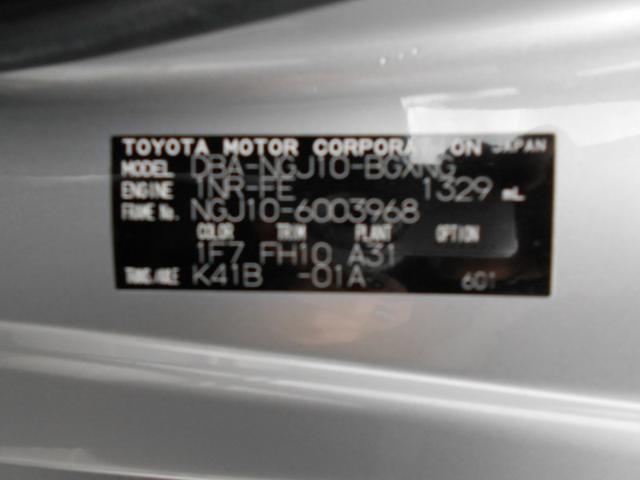 TOYOTA MOTOR CORPORATION JAPAN
MODEL DBA-NGJ10-BGXNG
ENGINE 1NR-FE 1329 mL
FRAME No. NGJ10-6003968
COLOR TRIM PLANT OPTION
1F7 FH10 A31
TRANS/AXLE K41B -01A 601